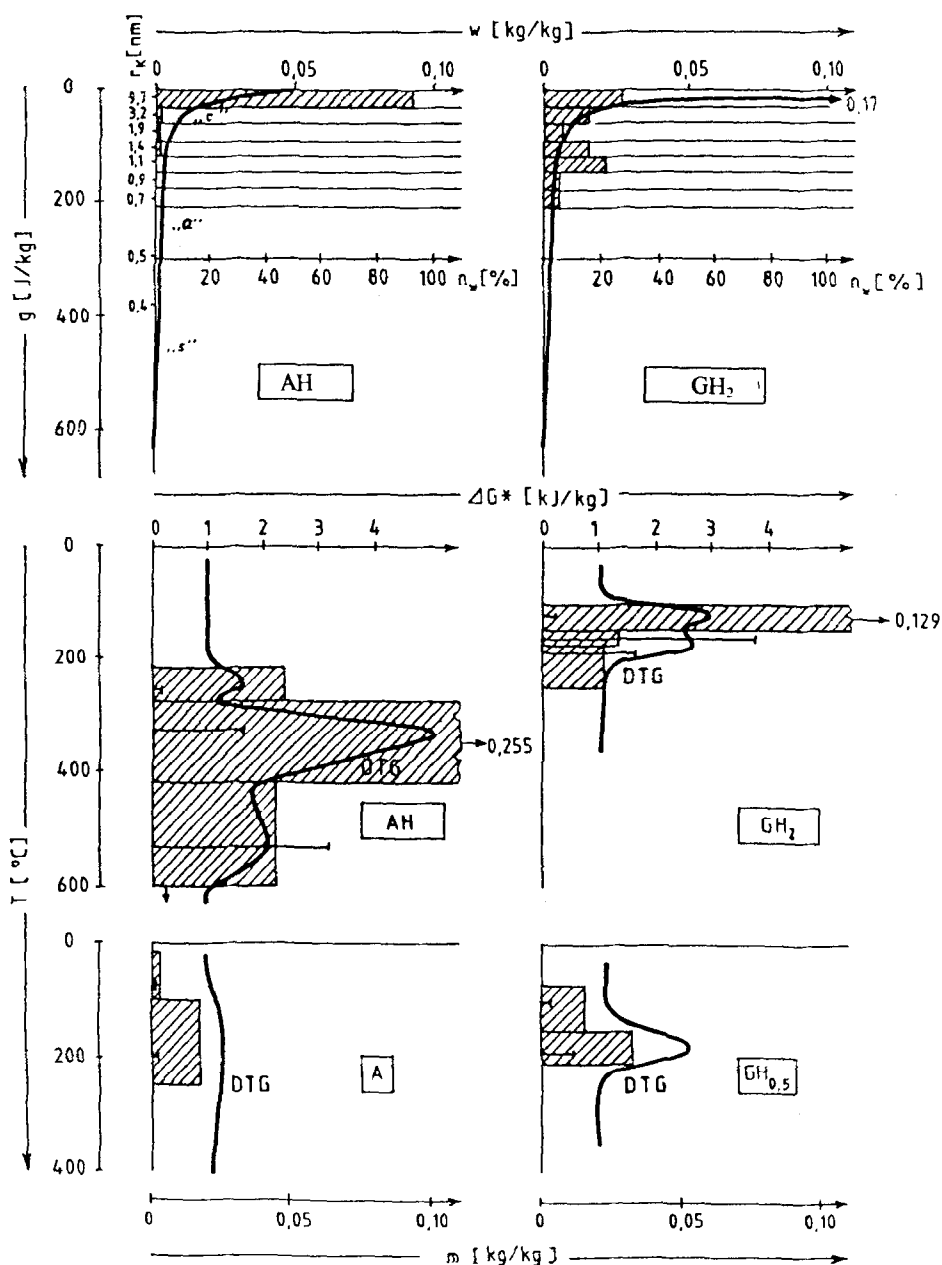 w [kg/kg]
r_K [nm]
0 0,05 0,10 0 0,05 0,10
0
3,2
1,9
1,4
1,1
0,9
0,7
0,5
0,4
„c"
0,17
200
„a"
20 40 60 80 100 n_w [%] 20 40 60 80 100 n_w [%]
g [J/kg]
400
„s"
AH GH₂
600
ΔG* [kJ/kg]
0 1 2 3 4 0 1 2 3 4
0
0,129
200
DTG
0,255
400
DTG
AH GH₂
T [°C]
600
0
A GH₀,₅
200
DTG DTG
400
0 0,05 0,10 0 0,05 0,10
m [kg/kg]